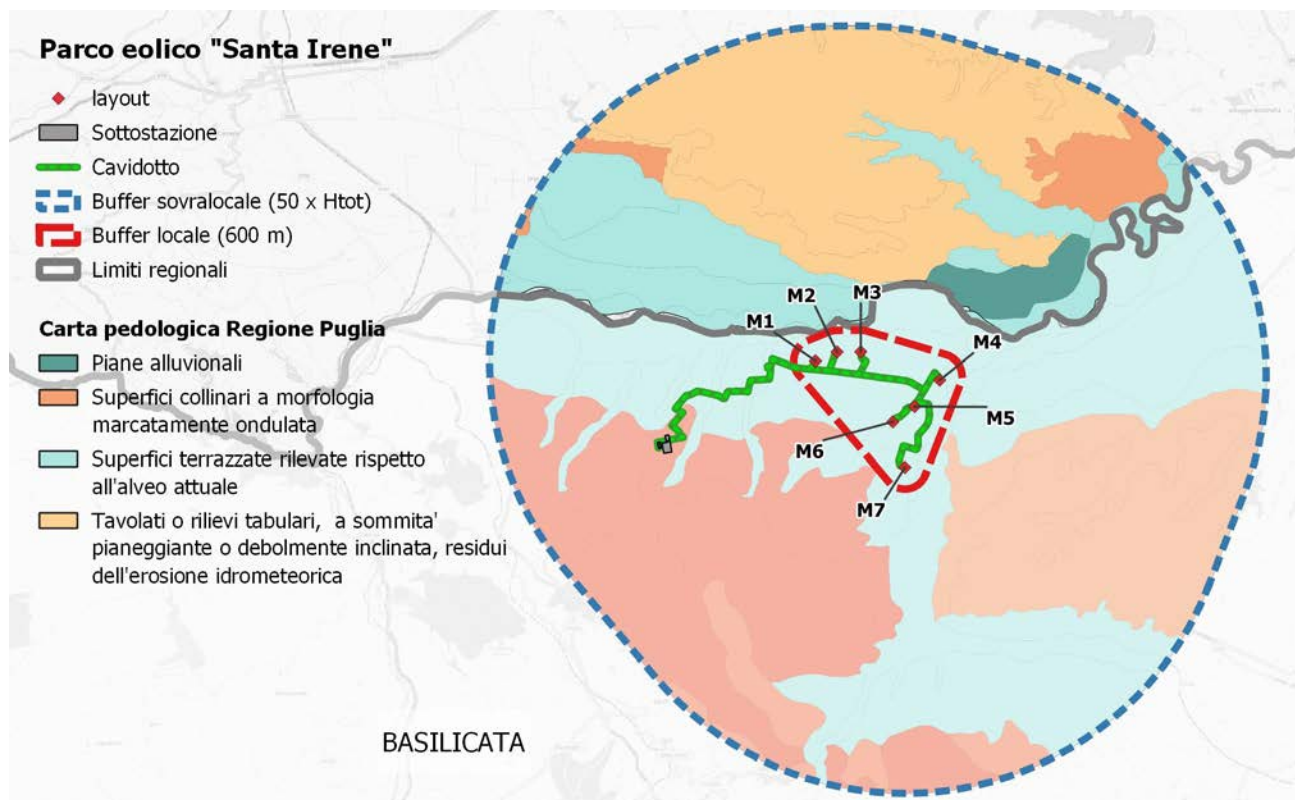 Parco eolico "Santa Irene"
layout
Sottostazione
Cavidotto
Buffer sovralocale (50 x Htot)
Buffer locale (600 m)
Limiti regionali
Carta pedologica Regione Puglia
Piane alluvionali
Superfici collinari a morfologia
marcatamente ondulata
Superfici terrazzate rilevate rispetto
all'alveo attuale
Tavolati o rilievi tabulari, a sommita'
pianeggiante o debolmente inclinata, residui
dell'erosione idrometeorica
M1
M2
M3
M4
M5
M6
M7
BASILICATA